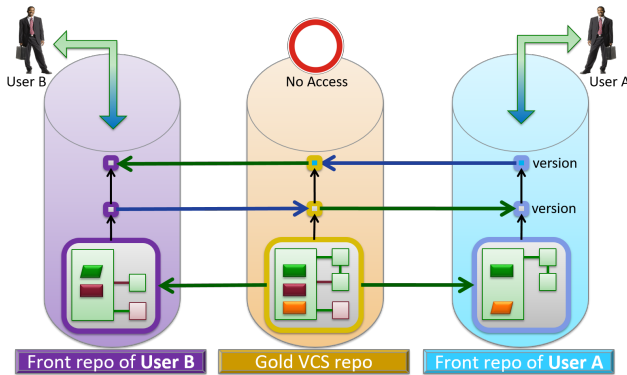 User B
No Access
User A
version
version
Front repo of User B
Gold VCS repo
Front repo of User A